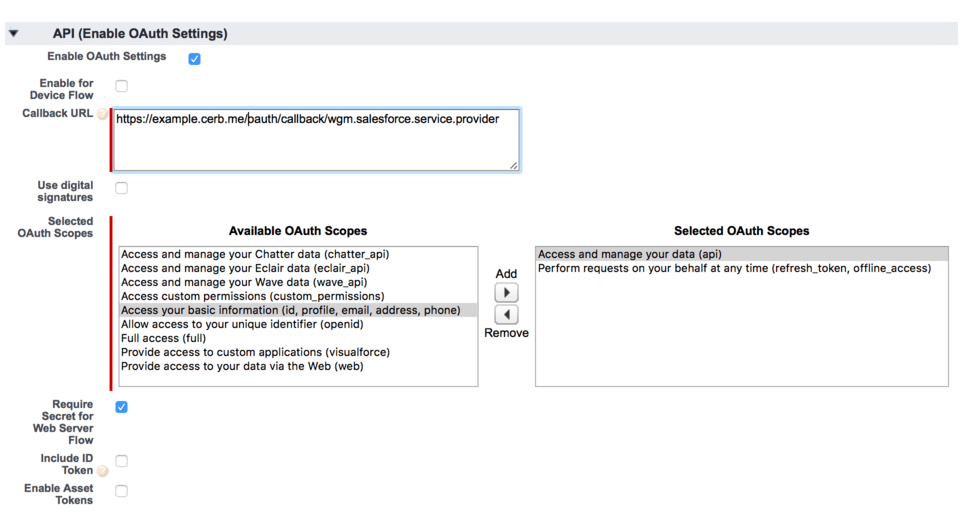 API (Enable OAuth Settings)
Enable OAuth Settings
Enable for
Device Flow
Callback URL ?
https://example.cerb.me/oauth/callback/wgm.salesforce.service.provider
Use digital
signatures
Selected
OAuth Scopes
Available OAuth Scopes
Access and manage your Chatter data (chatter_api)
Access and manage your Eclair data (eclair_api)
Access and manage your Wave data (wave_api)
Access custom permissions (custom_permissions)
Access your basic information (id, profile, email, address, phone)
Allow access to your unique identifier (openid)
Full access (full)
Provide access to custom applications (visualforce)
Provide access to your data via the Web (web)
Add
Remove
Selected OAuth Scopes
Access and manage your data (api)
Perform requests on your behalf at any time (refresh_token, offline_access)
Require
Secret for
Web Server
Flow
Include ID
Token ?
Enable Asset
Tokens